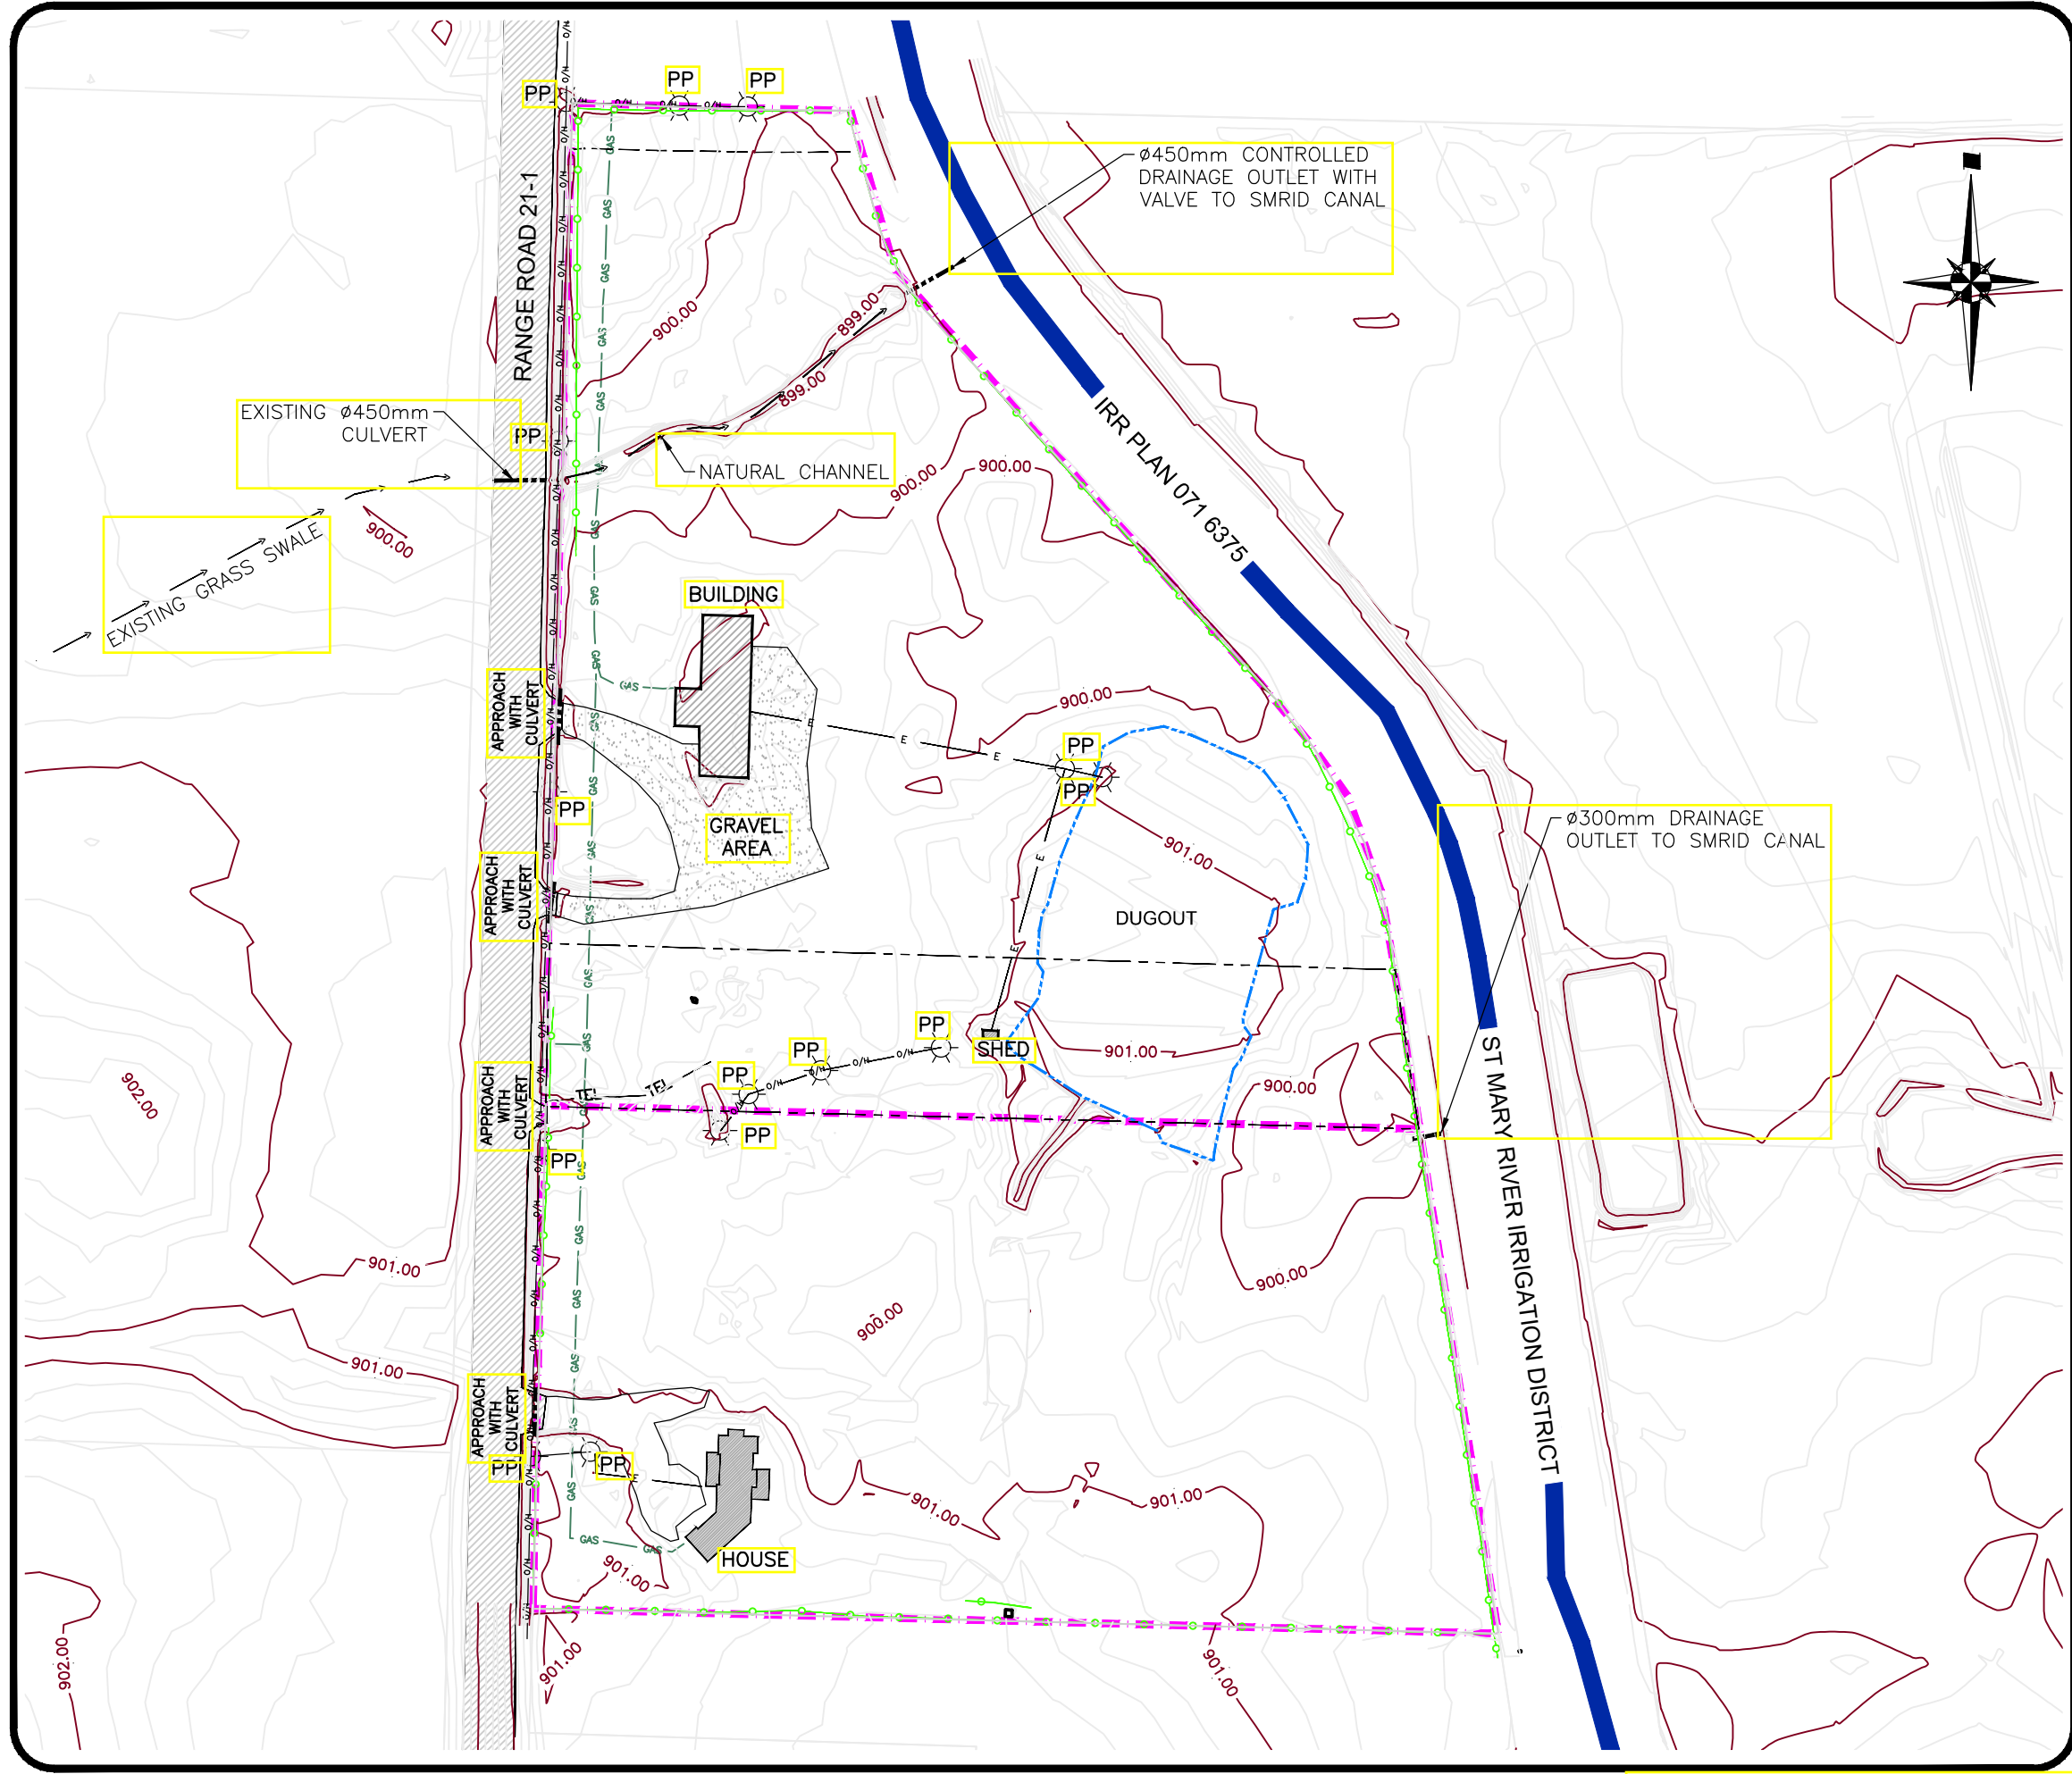 PP
PP
PP
ø450mm CONTROLLED
DRAINAGE OUTLET WITH
VALVE TO SMRID CANAL
RANGE ROAD 21-1
900.00
899.00
899.00
EXISTING ø450mm
CULVERT
PP
NATURAL CHANNEL
900.00
900.00
IRR PLAN 071 6375
EXISTING GRASS SWALE
900.00
BUILDING
APPROACH
WITH
CULVERT
GAS
E
E
E
900.00
PP
PP
PP
GRAVEL
AREA
ø300mm DRAINAGE
OUTLET TO SMRID CANAL
901.00
E
APPROACH
WITH
CULVERT
DUGOUT
E
PP
PP
PP
SHED
901.00
O/H
O/H
O/H
TEL
TEL
900.00
902.00
APPROACH
WITH
CULVERT
PP
PP
ST MARY RIVER IRRIGATION DISTRICT
901.00
900.00
900.00
901.00
APPROACH
WITH
CULVERT
PP
PP
E
901.00
901.00
GAS
GAS
HOUSE
901.00
902.00
901.00
901.00